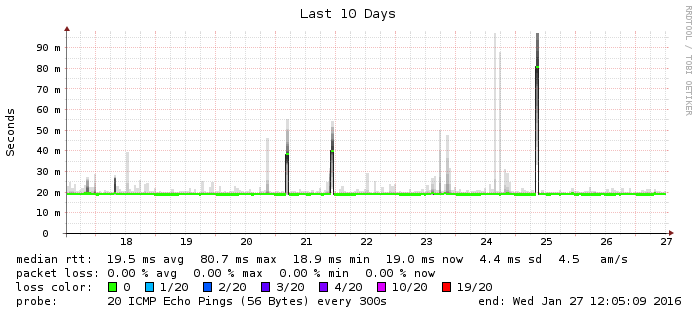 Last 10 Days
RRDTOOL / TOBI OETIKER
Seconds
90 m
80 m
70 m
60 m
50 m
40 m
30 m
20 m
10 m
0
18 19 20 21 22 23 24 25 26 27
median rtt: 19.5 ms avg 80.7 ms max 18.9 ms min 19.0 ms now 4.4 ms sd 4.5 am/s
packet loss: 0.00 % avg 0.00 % max 0.00 % min 0.00 % now
loss color: 0 1/20 2/20 3/20 4/20 10/20 19/20
probe: 20 ICMP Echo Pings (56 Bytes) every 300s end: Wed Jan 27 12:05:09 2016